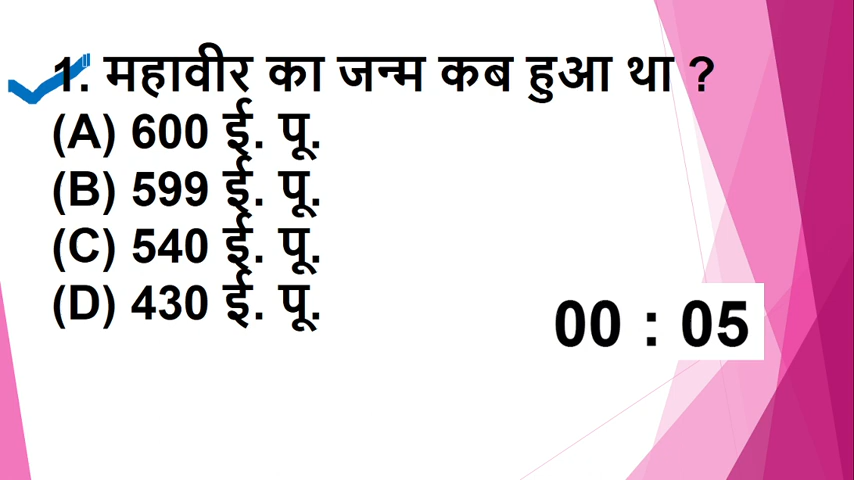 1. महावीर का जन्म कब हुआ था ?
(A) 600 ई. पू.
(B) 599 ई. पू.
(C) 540 ई. पू.
(D) 430 ई. पू.
00 : 05